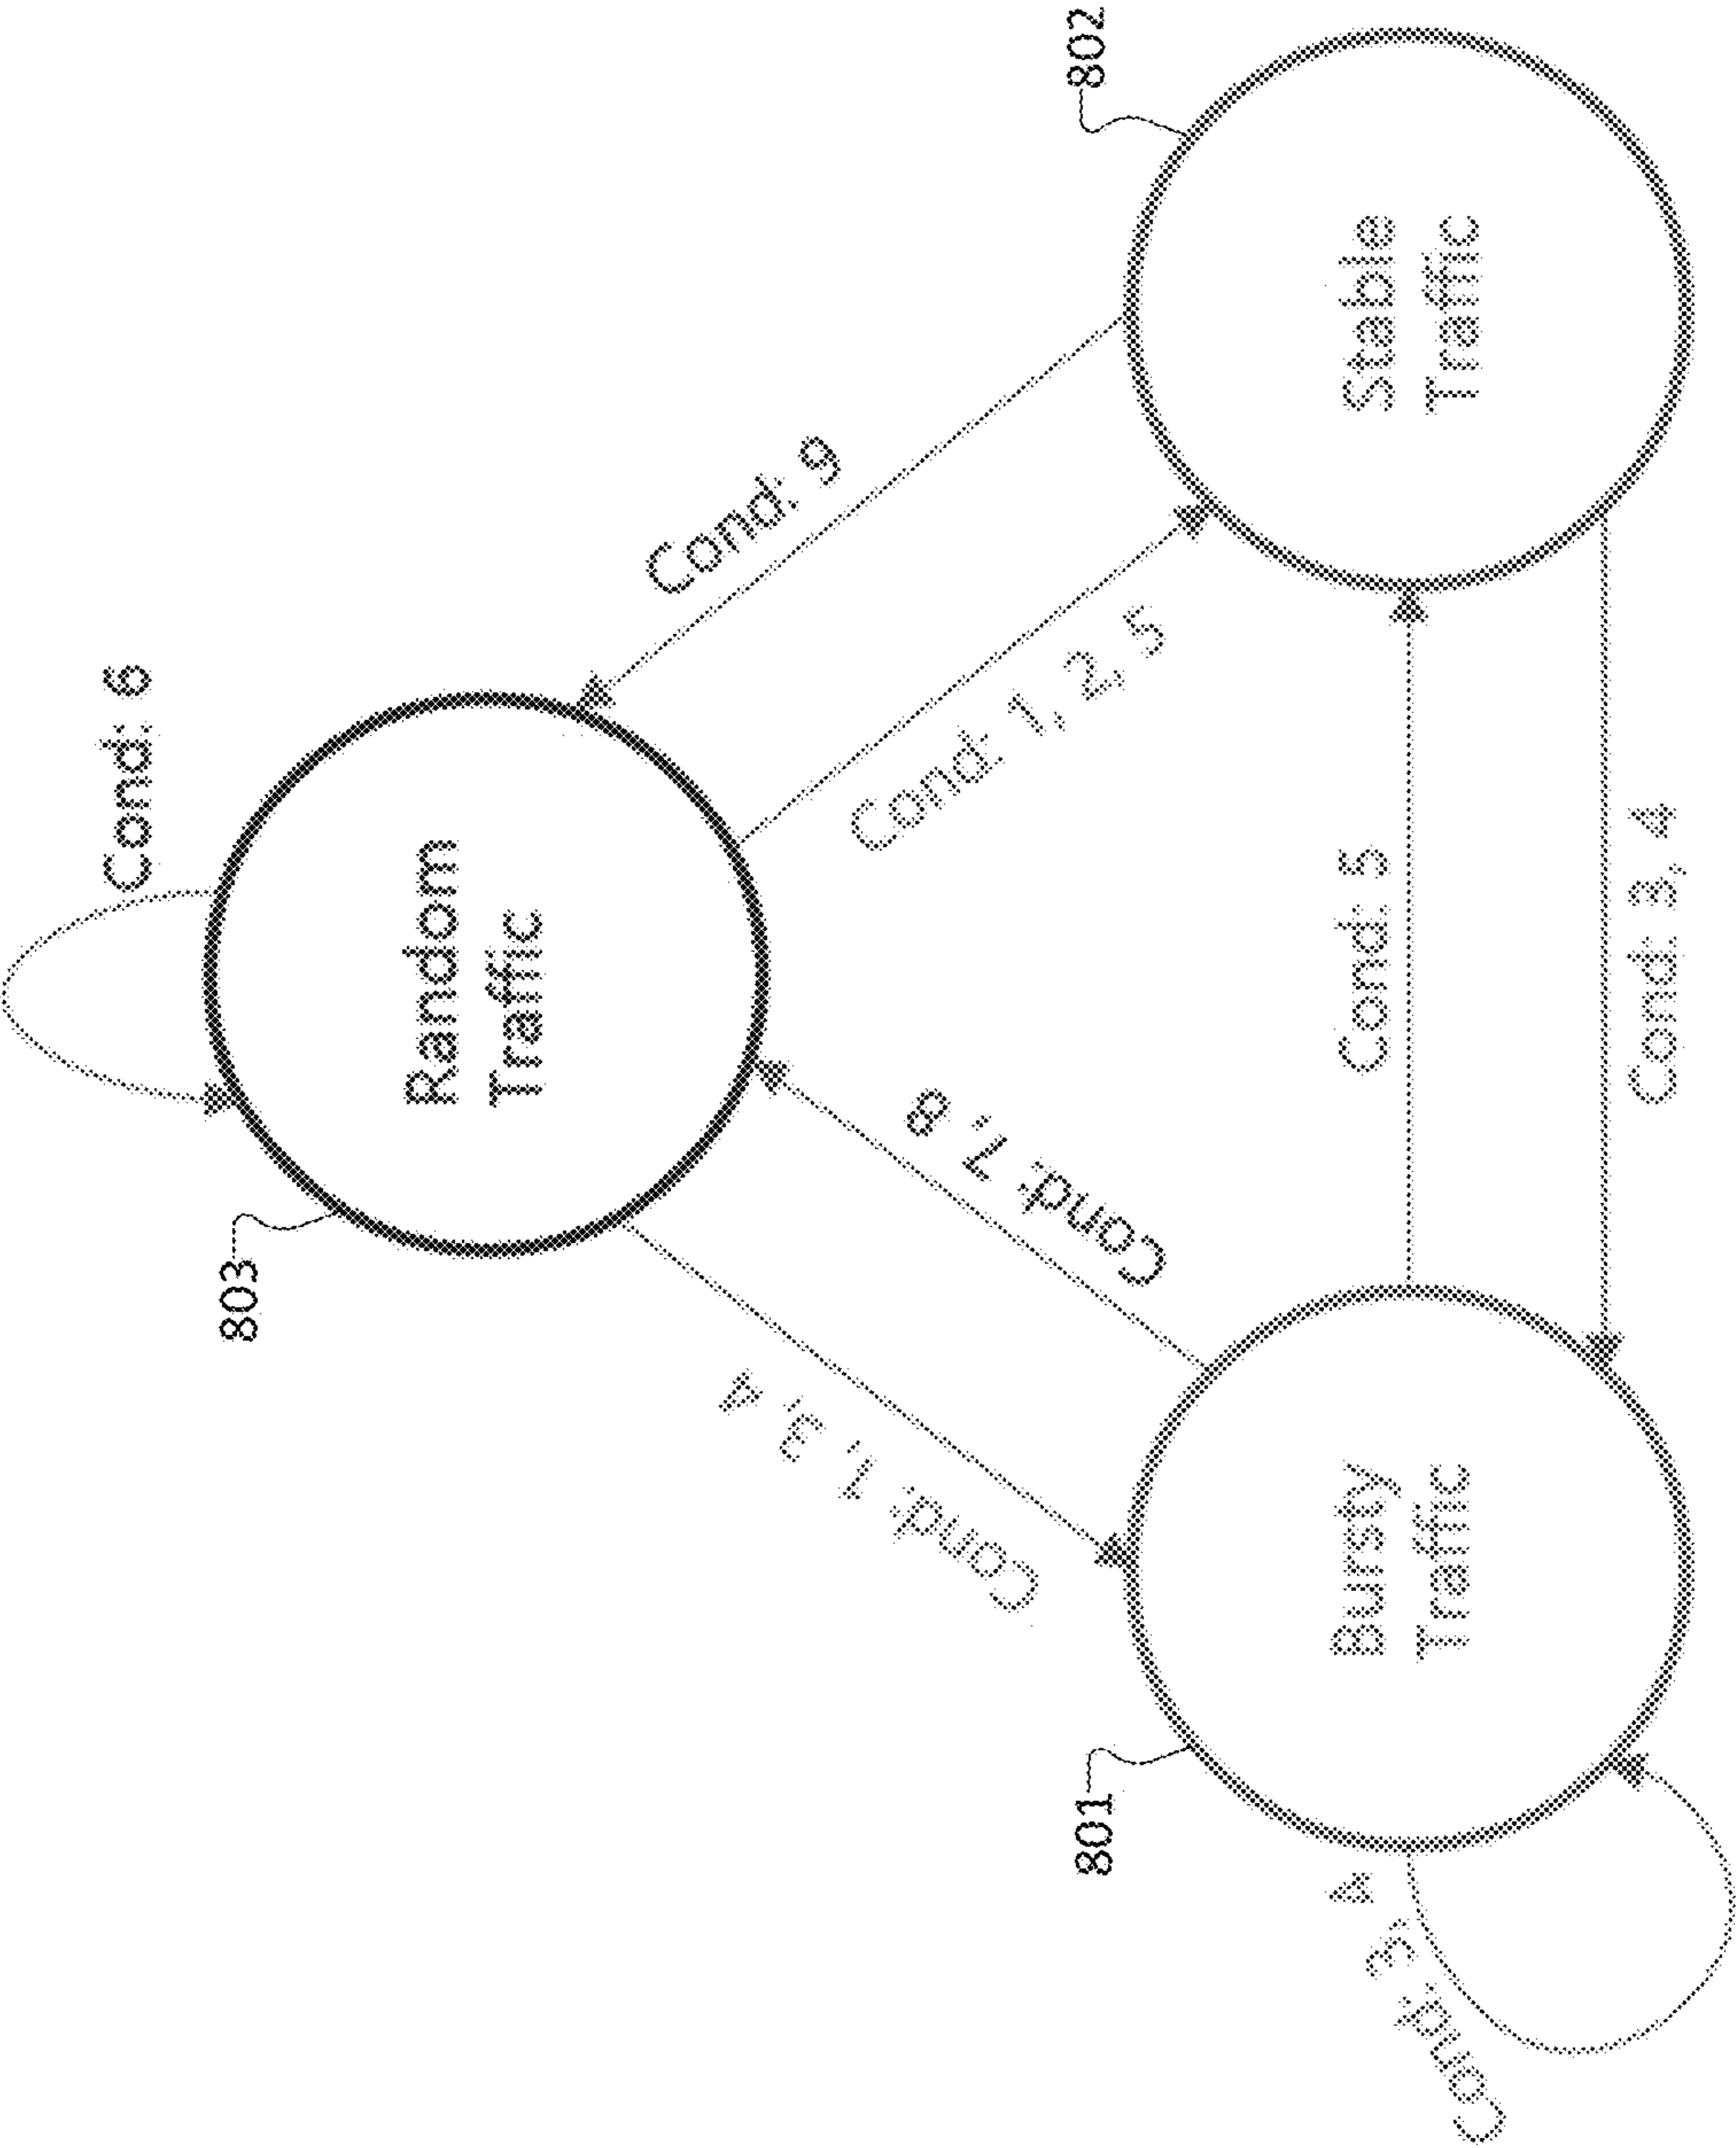 Cond: 6
803
Random
Traffic
Cond: 1, 3, 4
Cond: 9
Cond: 7, 8
Cond: 1, 2, 5
801
802
Cond: 3, 4
Bursty
Traffic
Cond: 5
Stable
Traffic
Cond: 3, 4